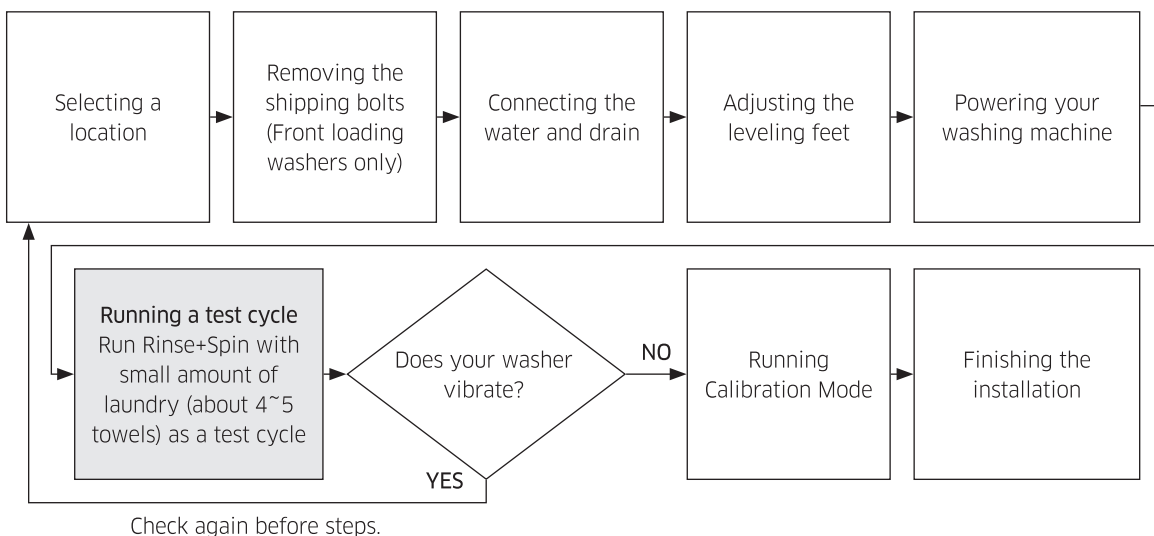 Selecting a
location
Removing the
shipping bolts
(Front loading
washers only)
Connecting the
water and drain
Adjusting the
leveling feet
Powering your
washing machine
Running a test cycle
Run Rinse+Spin with
small amount of
laundry (about 4~5
towels) as a test cycle
Does your washer
vibrate?
NO
YES
Running
Calibration Mode
Finishing the
installation
Check again before steps.